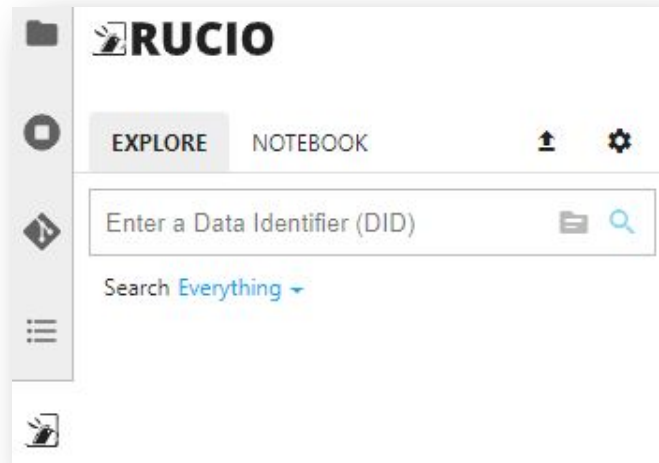 RUCIO
EXPLORE NOTEBOOK
Enter a Data Identifier (DID)
Search Everything